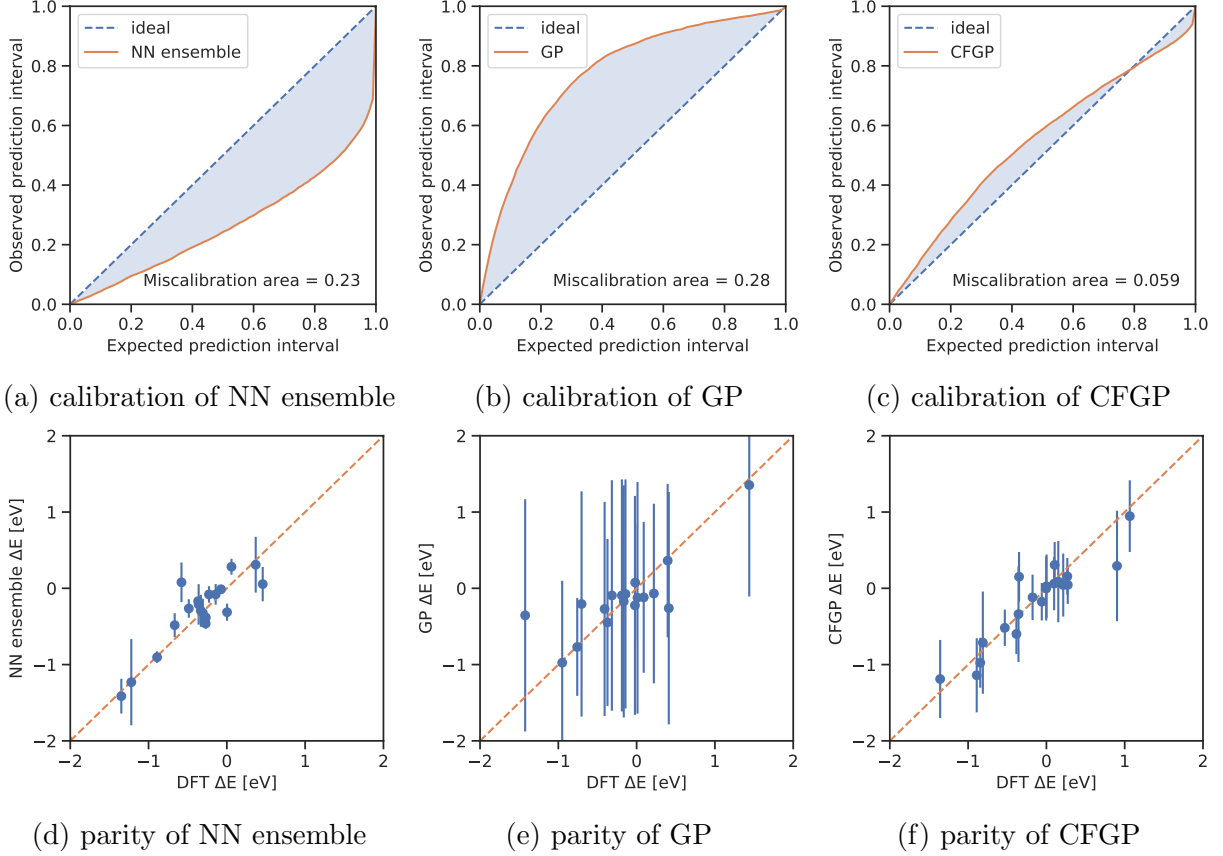 1.0
0.8
0.6
0.4
0.2
0.0
0.0 0.2 0.4 0.6 0.8 1.0
Observed prediction interval
Expected prediction interval
ideal
NN ensemble
Miscalibration area = 0.23
(a) calibration of NN ensemble
1.0
0.8
0.6
0.4
0.2
0.0
0.0 0.2 0.4 0.6 0.8 1.0
Observed prediction interval
Expected prediction interval
ideal
GP
Miscalibration area = 0.28
(b) calibration of GP
1.0
0.8
0.6
0.4
0.2
0.0
0.0 0.2 0.4 0.6 0.8 1.0
Observed prediction interval
Expected prediction interval
ideal
CFGP
Miscalibration area = 0.059
(c) calibration of CFGP
2
1
0
−1
−2
−2 −1 0 1 2
NN ensemble ΔE [eV]
DFT ΔE [eV]
(d) parity of NN ensemble
2
1
0
−1
−2
−2 −1 0 1 2
GP ΔE [eV]
DFT ΔE [eV]
(e) parity of GP
2
1
0
−1
−2
−2 −1 0 1 2
CFGP ΔE [eV]
DFT ΔE [eV]
(f) parity of CFGP